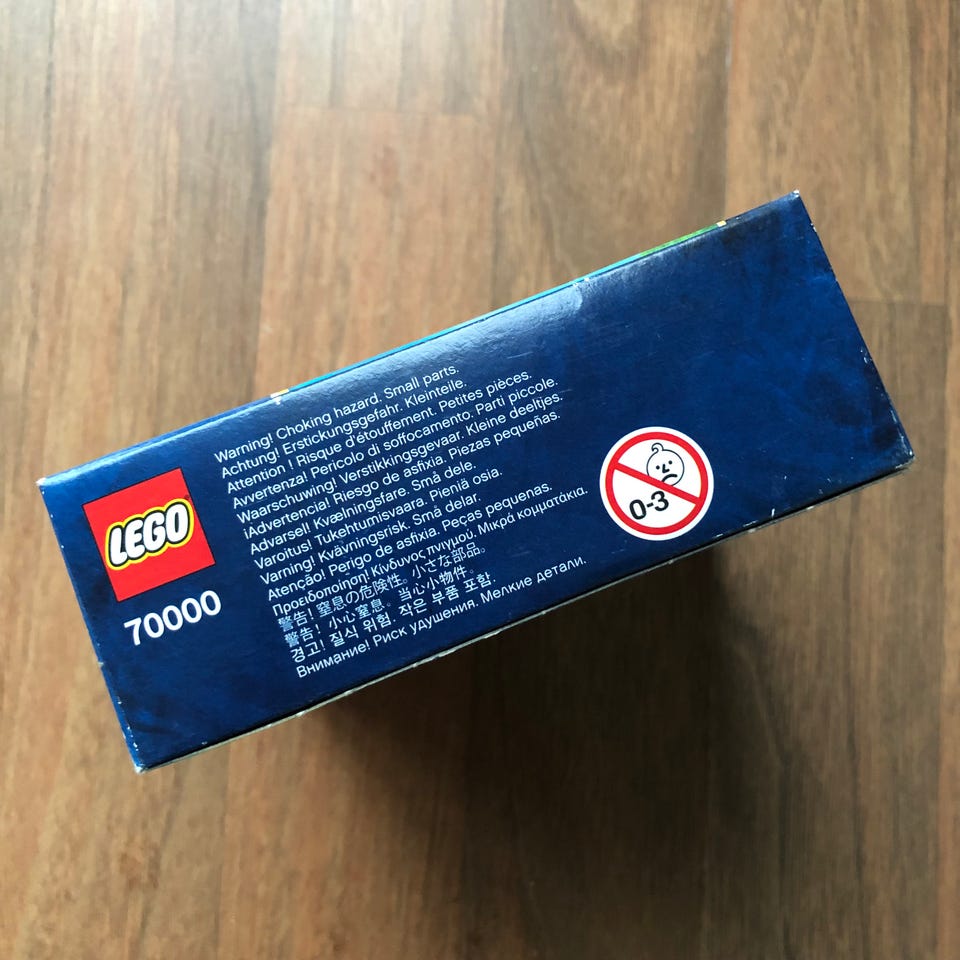 LEGO
70000
Warning! Choking hazard. Small parts.
Achtung! Erstickungsgefahr. Kleinteile.
Attention ! Risque d'étouffement. Petites pièces.
Avvertenza! Pericolo di soffocamento. Parti piccole.
Waarschuwing! Verstikkingsgevaar. Kleine deeltjes.
¡Advertencia! Riesgo de asfixia. Piezas pequeñas.
Advarsel! Kvælningsfare. Små dele.
Varoitus! Tukehtumisvaara. Pieniä osia.
Varning! Kvävningsrisk. Små delar.
Atenção! Perigo de asfixia. Peças pequenas.
Προειδοποίηση! Κίνδυνος πνιγμού. Μικρά κομματάκια.
警告! 窒息の危険性。小さな部品。
警告! 小心窒息。当心小物件。
경고! 질식 위험. 작은 부품 포함.
Внимание! Риск удушения. Мелкие детали.
0-3